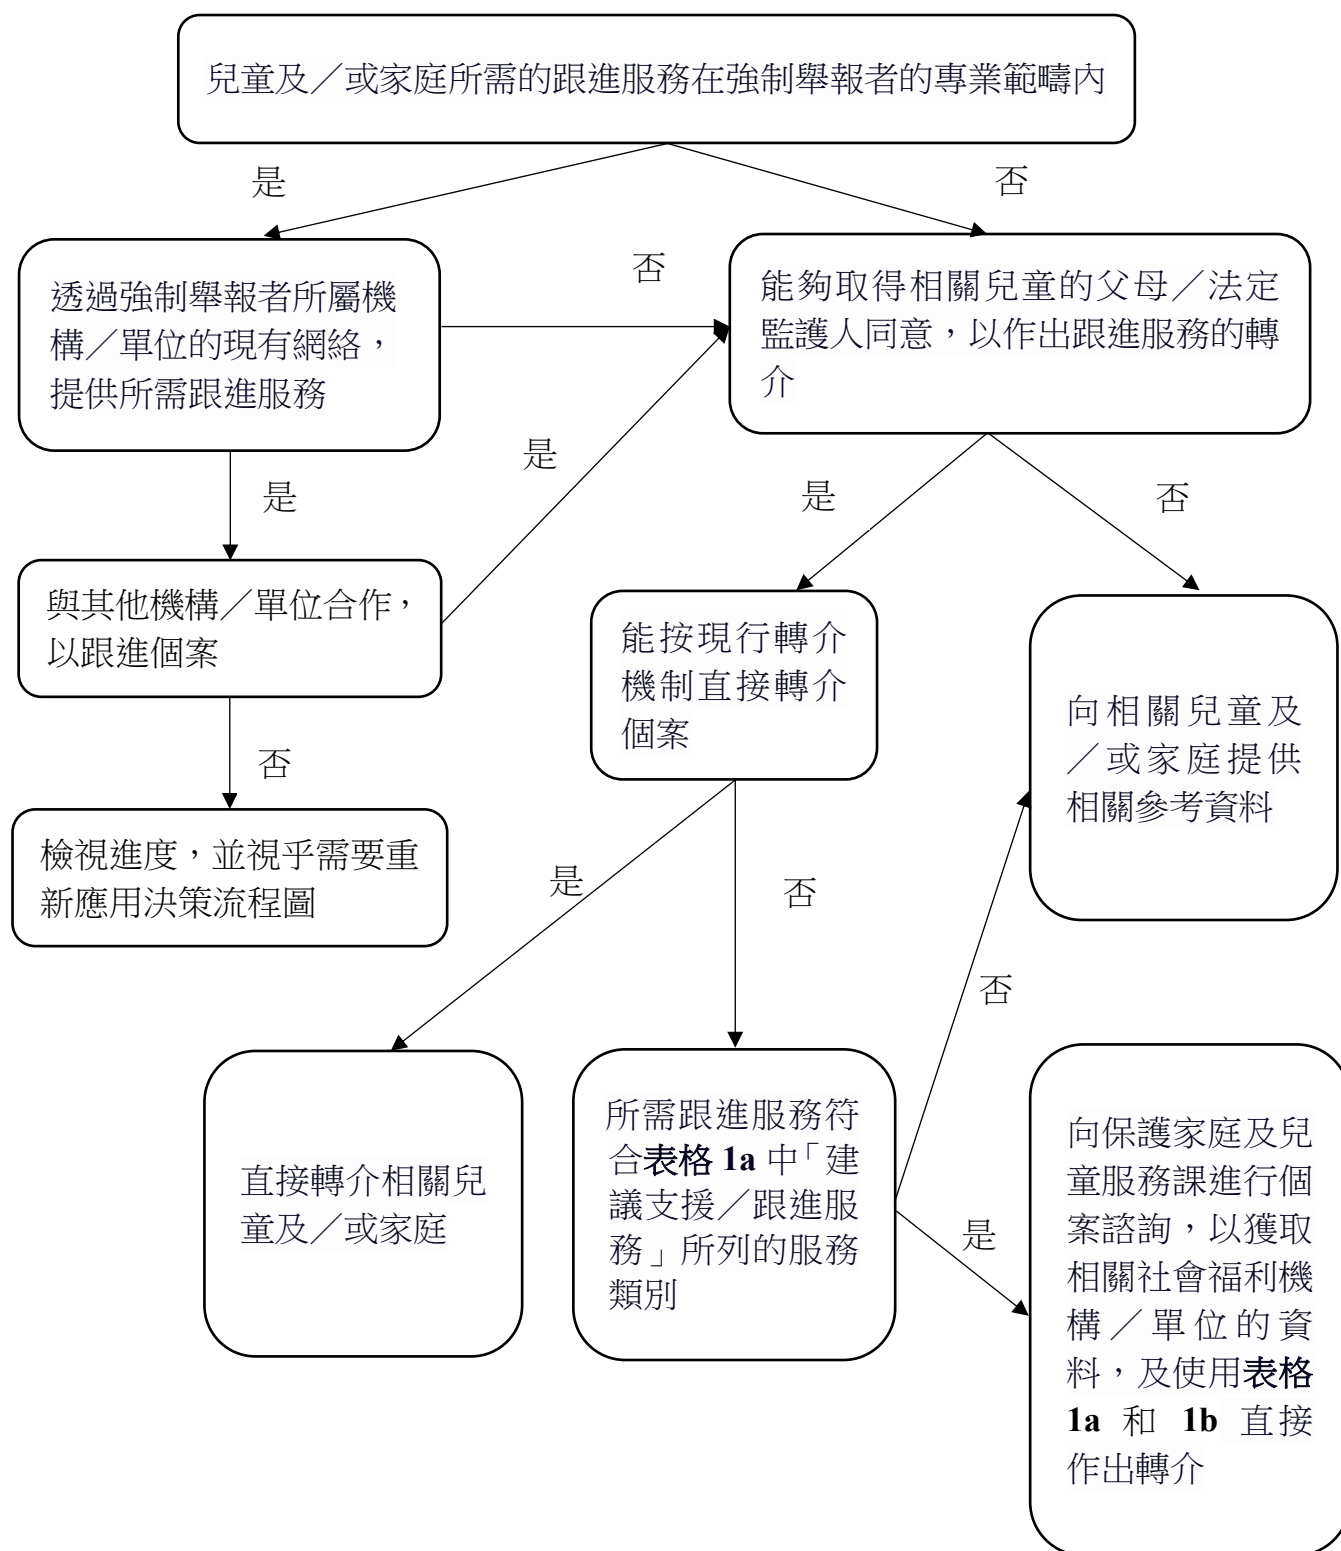 兒童及／或家庭所需的跟進服務在強制舉報者的專業範疇內
是
否
透過強制舉報者所屬機
構／單位的現有網絡，
提供所需跟進服務
否
能夠取得相關兒童的父母／法定
監護人同意，以作出跟進服務的轉
介
是
是
是
否
與其他機構／單位合作，
以跟進個案
能按現行轉介
機制直接轉介
個案
向相關兒童及
／或家庭提供
相關參考資料
否
檢視進度，並視乎需要重
新應用決策流程圖
是
否
否
直接轉介相關兒
童及／或家庭
所需跟進服務符
合表格 1a 中「建
議支援／跟進服
務」所列的服務
類別
是
向保護家庭及兒
童服務課進行個
案諮詢，以獲取
相關社會福利機
構／單位的資
料，及使用表格
1a 和 1b 直接
作出轉介